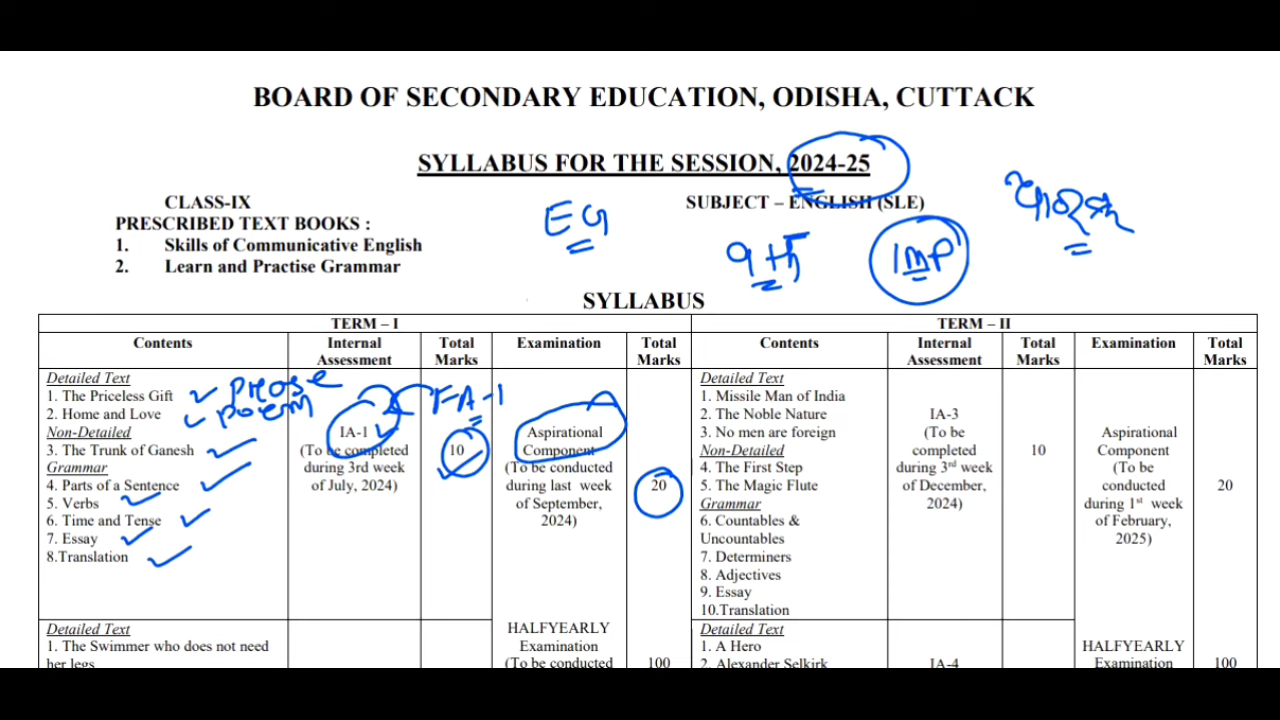 BOARD OF SECONDARY EDUCATION, ODISHA, CUTTACK
SYLLABUS FOR THE SESSION, 2024-25
CLASS-IX
SUBJECT – ENGLISH (SLE)
PRESCRIBED TEXT BOOKS :
1. Skills of Communicative English
2. Learn and Practise Grammar
EG
9th
IMP
SYLLABUS
TERM – I
TERM – II
Contents
Internal Assessment
Total Marks
Examination
Total Marks
Contents
Internal Assessment
Total Marks
Examination
Total Marks
Detailed Text
1. The Priceless Gift
prose
2. Home and Love
poem
Non-Detailed
3. The Trunk of Ganesh
Grammar
4. Parts of a Sentence
5. Verbs
6. Time and Tense
7. Essay
8.Translation
FA-1
IA-1
(To be completed
during 3rd week
of July, 2024)
10
Aspirational
Component
(To be conducted
during last week
of September,
2024)
20
Detailed Text
1. Missile Man of India
2. The Noble Nature
3. No men are foreign
Non-Detailed
4. The First Step
5. The Magic Flute
Grammar
6. Countables &
Uncountables
7. Determiners
8. Adjectives
9. Essay
10.Translation
IA-3
(To be
completed
during 3rd week
of December,
2024)
10
Aspirational
Component
(To be
conducted
during 1st week
of February,
2025)
20
Detailed Text
1. The Swimmer who does not need
her legs
HALFYEARLY
Examination
(To be conducted
100
Detailed Text
1. A Hero
2. Alexander Selkirk
IA-4
HALFYEARLY
Examination
100